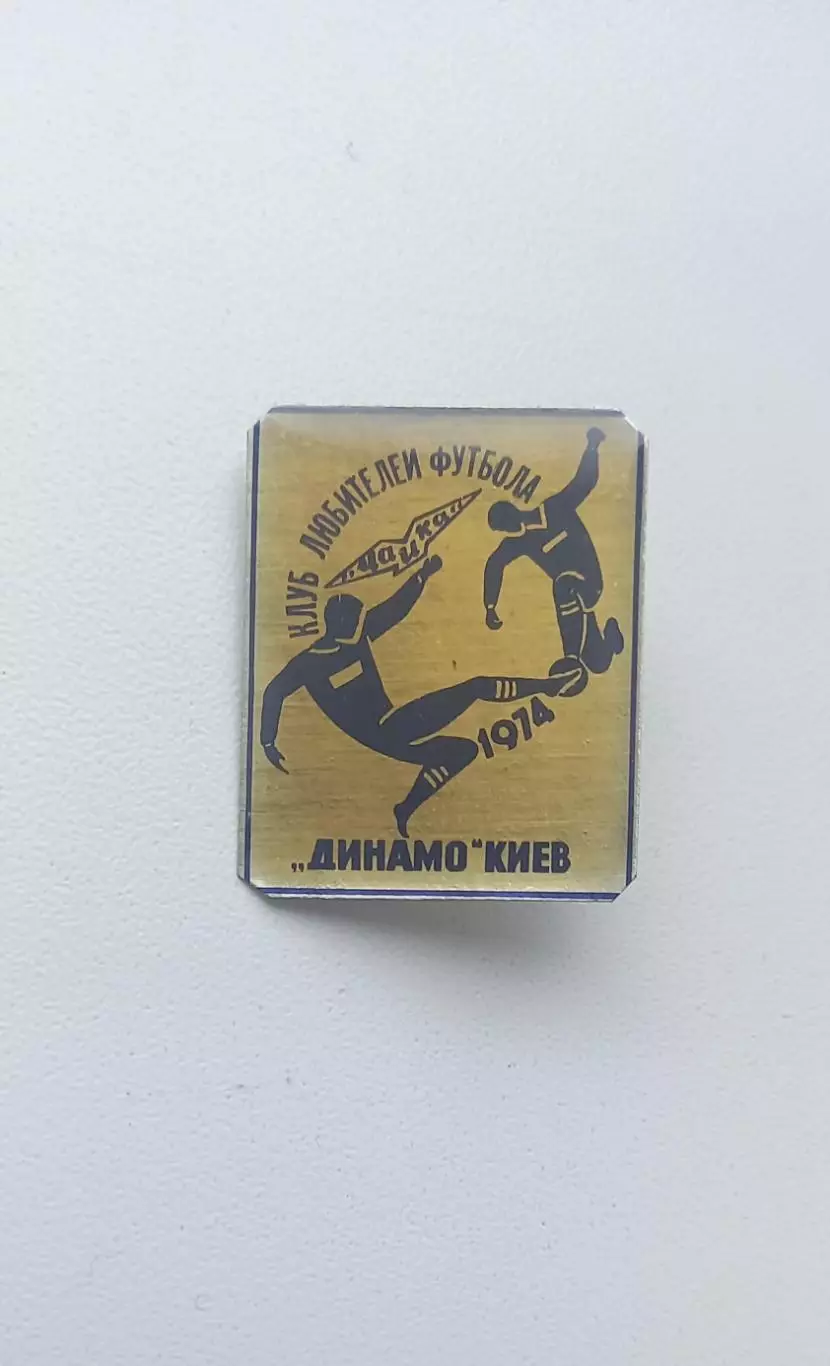 КЛУБ ЛЮБИТЕЛЕЙ ФУТБОЛА
„Чайка"
1974
„ДИНАМО" КИЕВ